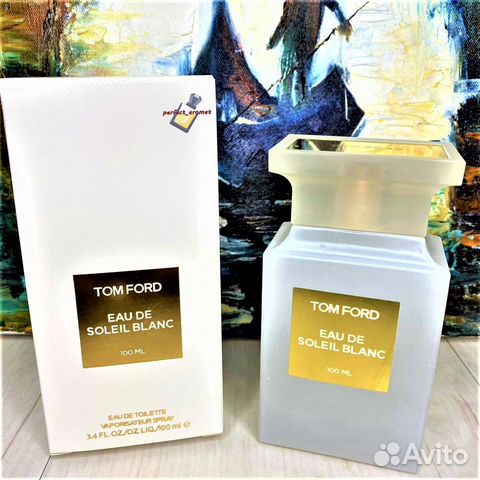 perfect_aromat
TOM FORD
EAU DE
SOLEIL BLANC
100 ML
EAU DE TOILETTE
VAPORISATEUR SPRAY
3.4 FL.OZ./OZ.LIQ./100 ml ℮
TOM FORD
EAU DE
SOLEIL BLANC
100 ML
Avito